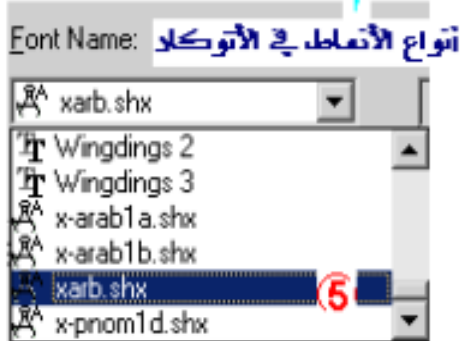 Font Name: أنواع الأنماط في الأتوكاد
xarb.shx
Wingdings 2
Wingdings 3
x-arab1a.shx
x-arab1b.shx
xarb.shx 5
x-pnom1d.shx